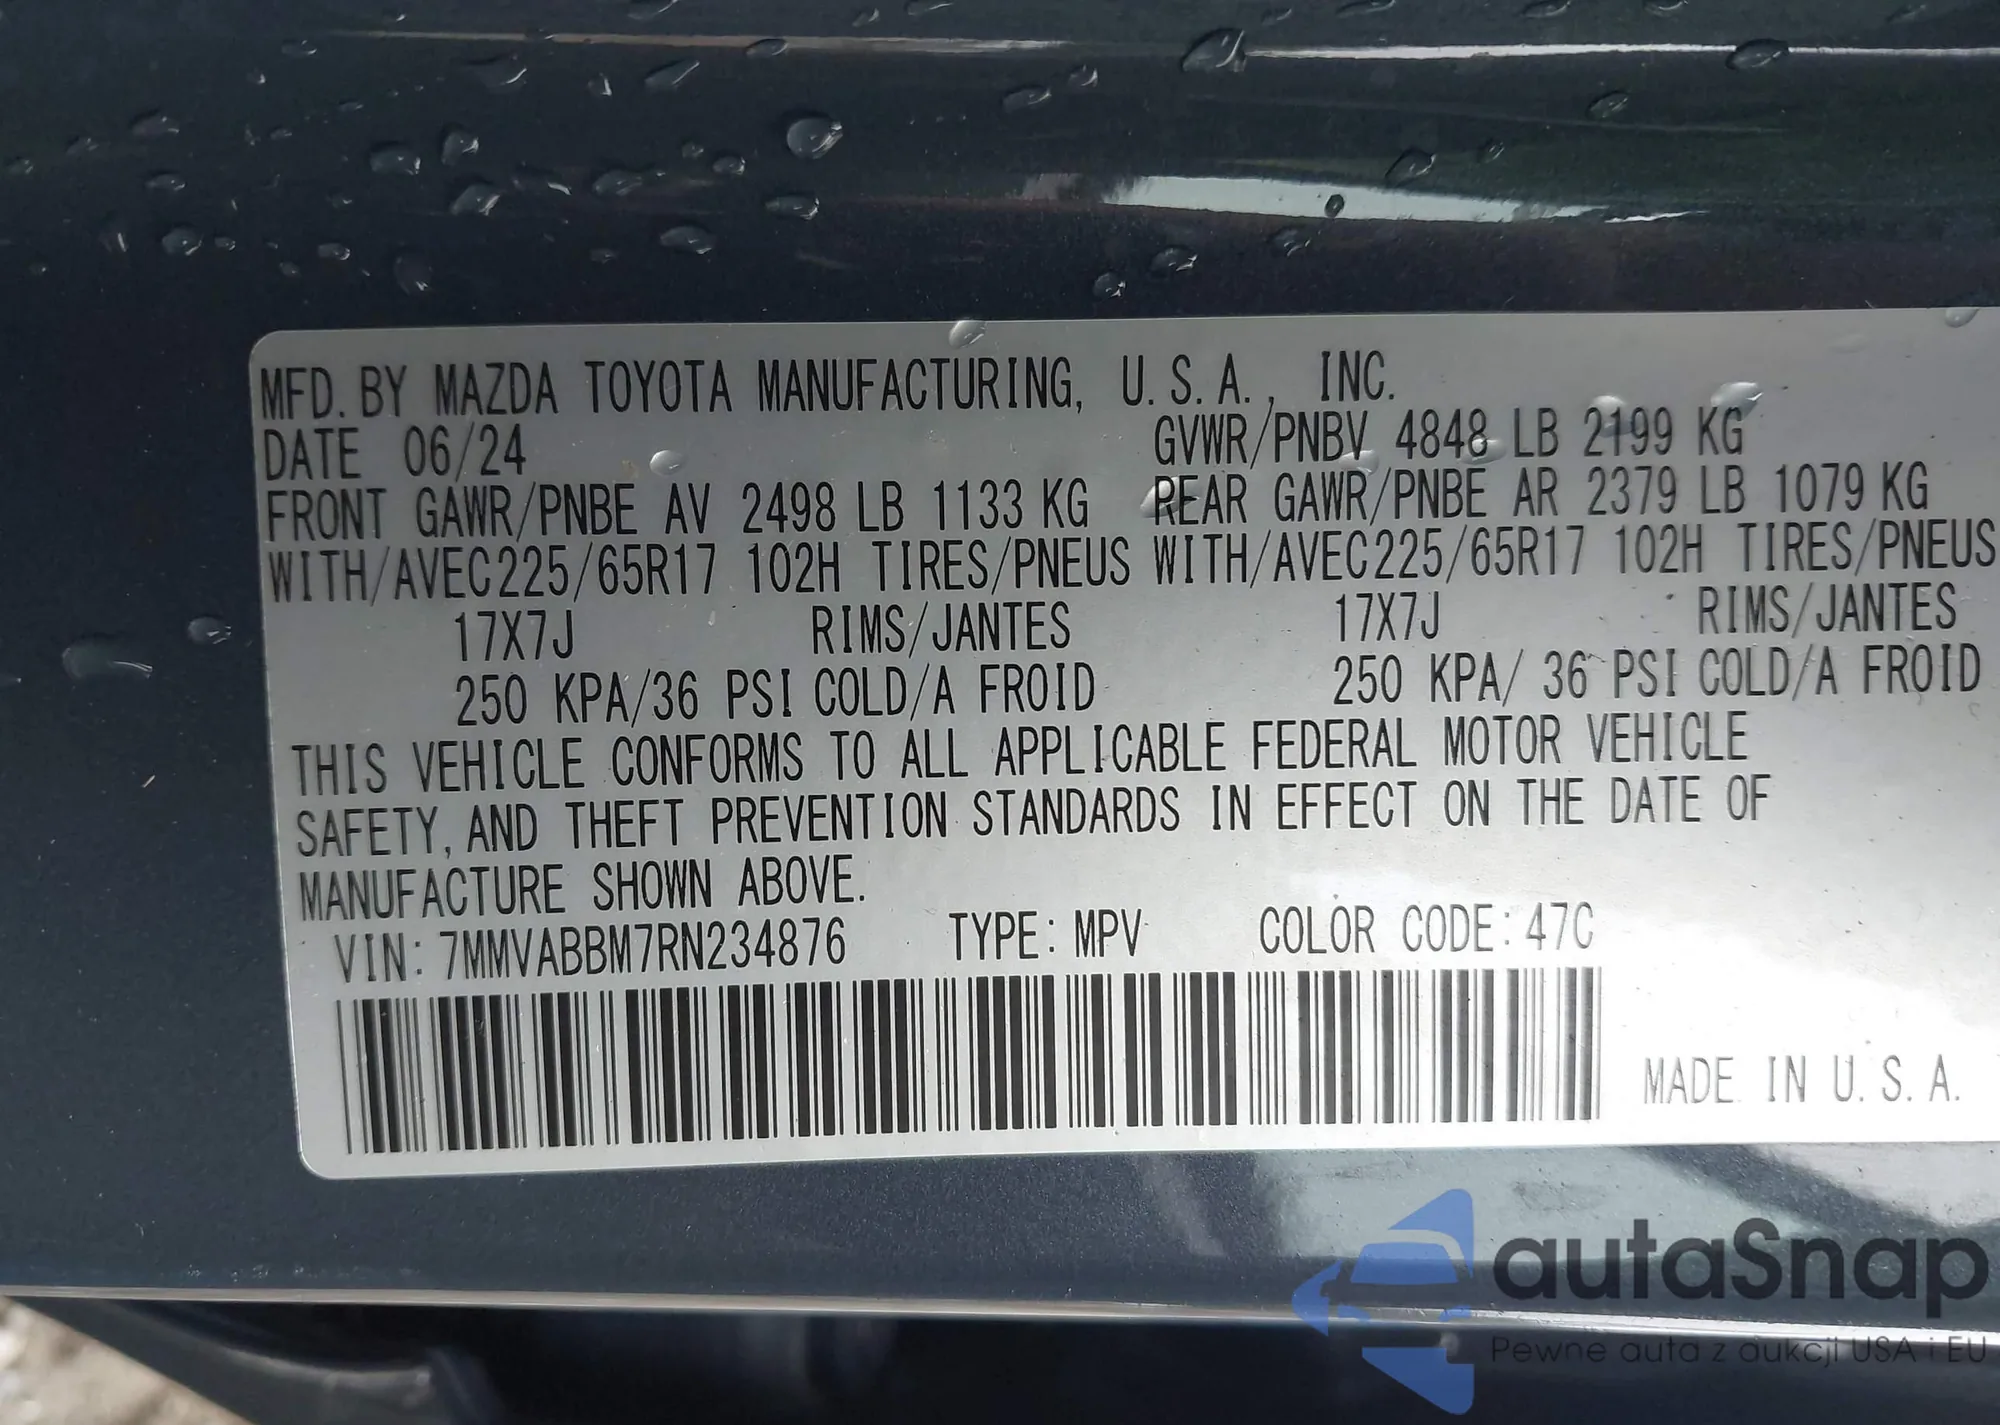 MFD. BY MAZDA TOYOTA MANUFACTURING, U.S.A., INC.
DATE 06/24 GVWR/PNBV 4848 LB 2199 KG
FRONT GAWR/PNBE AV 2498 LB 1133 KG REAR GAWR/PNBE AR 2379 LB 1079 KG
WITH/AVEC225/65R17 102H TIRES/PNEUS WITH/AVEC225/65R17 102H TIRES/PNEUS
17X7J RIMS/JANTES 17X7J RIMS/JANTES
250 KPA/36 PSI COLD/A FROID 250 KPA/ 36 PSI COLD/A FROID
THIS VEHICLE CONFORMS TO ALL APPLICABLE FEDERAL MOTOR VEHICLE
SAFETY, AND THEFT PREVENTION STANDARDS IN EFFECT ON THE DATE OF
MANUFACTURE SHOWN ABOVE.
VIN: 7MMVABBM7RN234876 TYPE: MPV COLOR CODE: 47C
MADE IN U.S.A.
autaSnap
Pewne auta z aukcji USA i EU